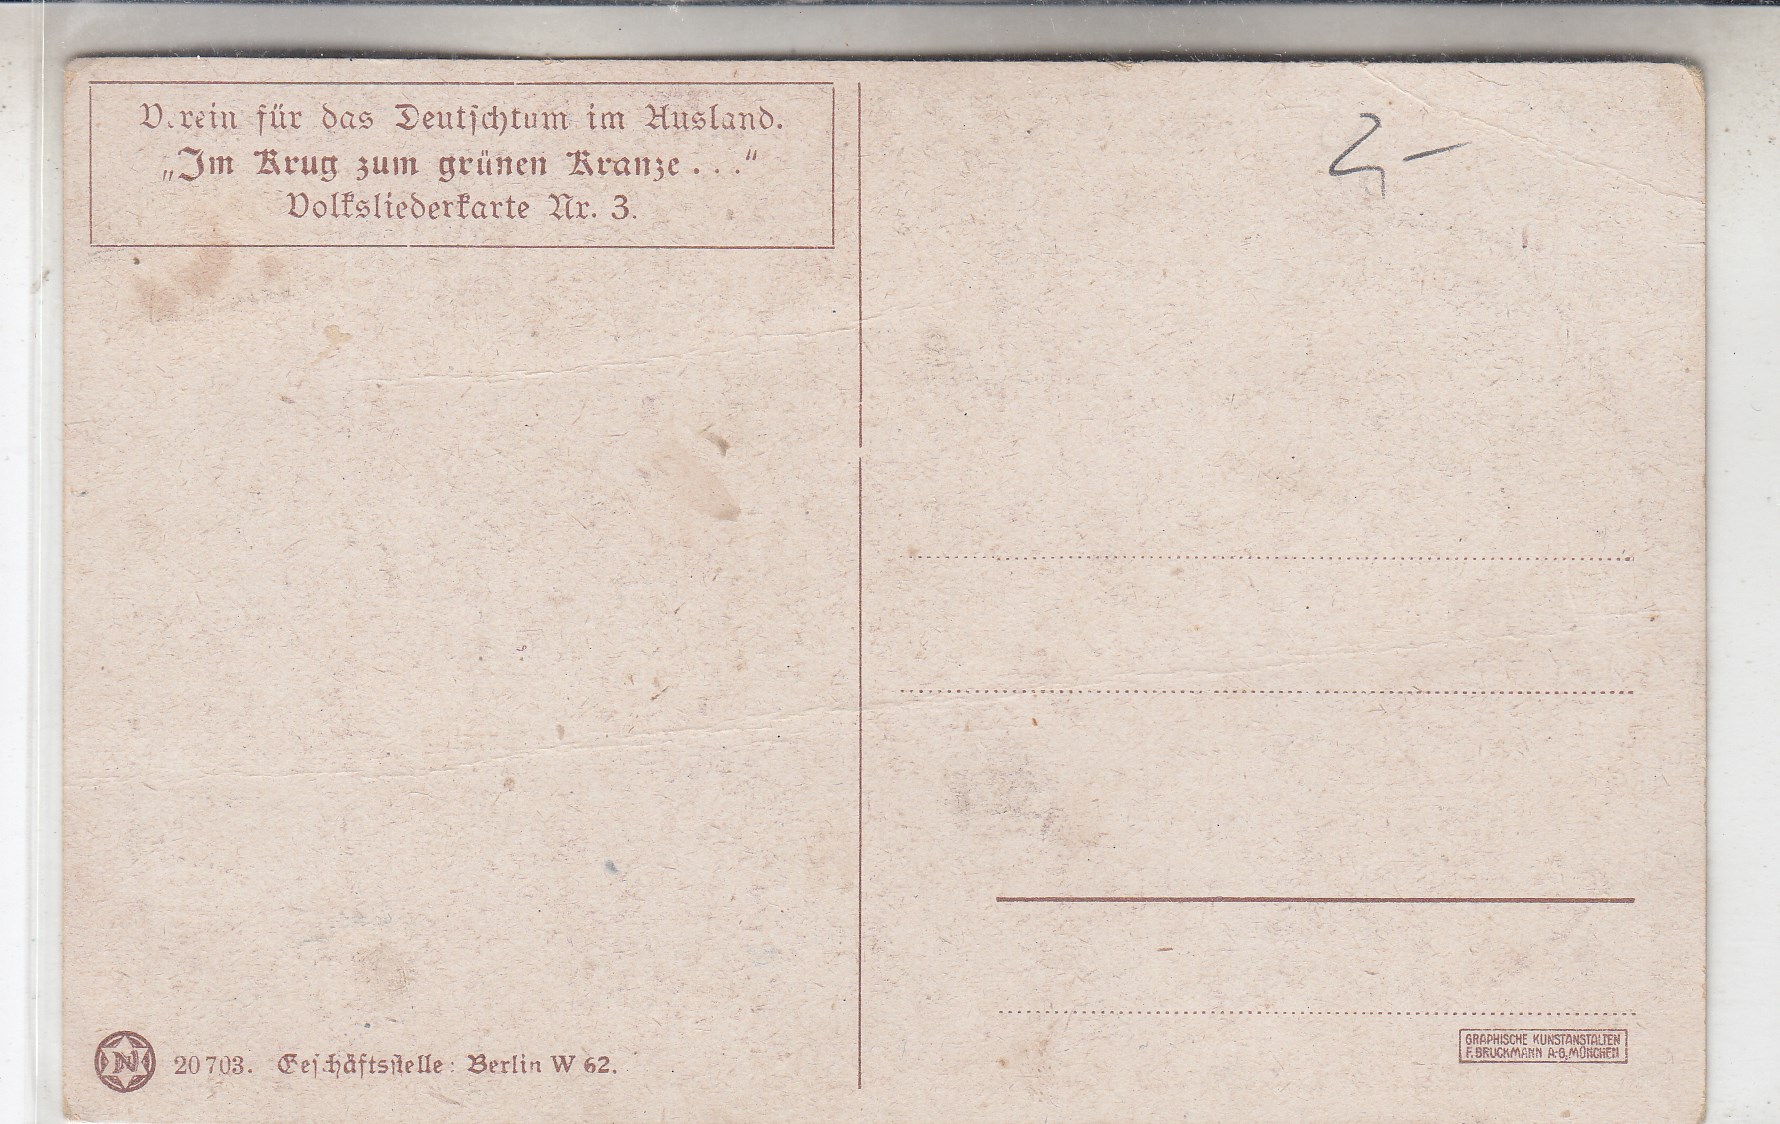 Verein für das Deutschtum im Ausland.
„Im Krug zum grünen Kranze . . .“
Volksliederkarte Nr. 3.
2,-
N 20703. Geschäftsstelle: Berlin W 62.
GRAPHISCHE KUNSTANSTALTEN
F. BRUCKMANN A-G, MÜNCHEN